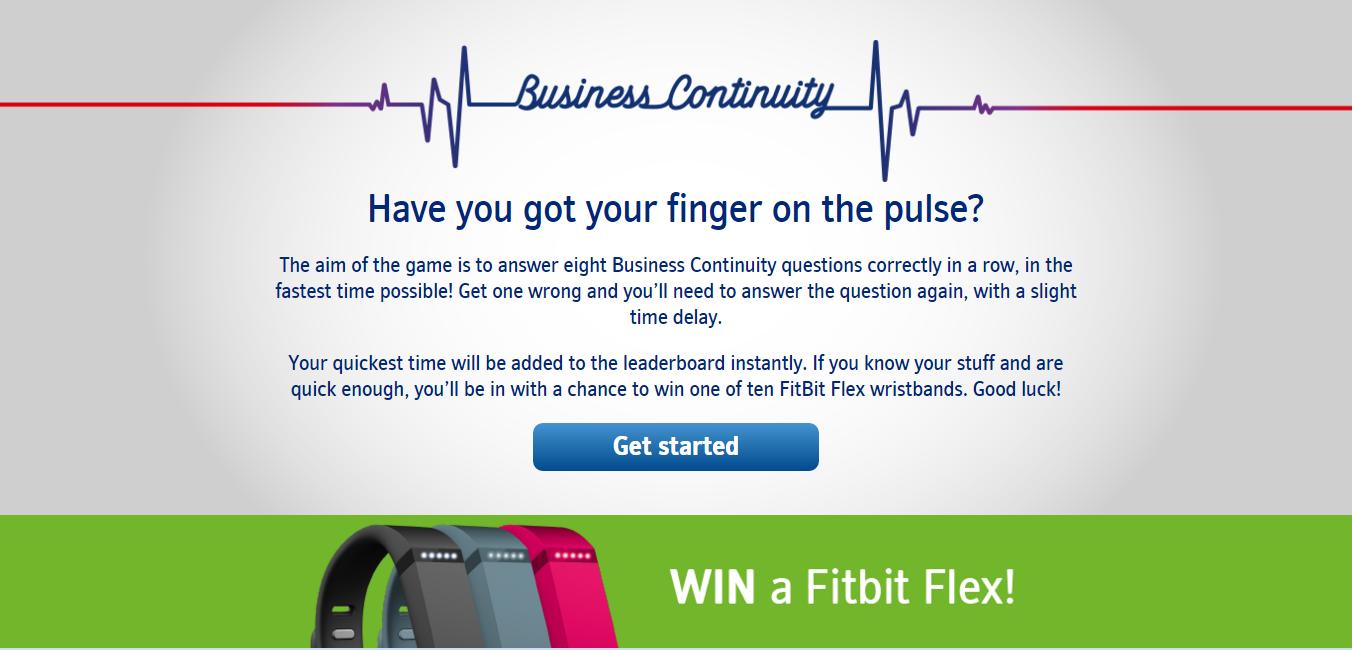 Business Continuity
Have you got your finger on the pulse?
The aim of the game is to answer eight Business Continuity questions correctly in a row, in the
fastest time possible! Get one wrong and you’ll need to answer the question again, with a slight
time delay.
Your quickest time will be added to the leaderboard instantly. If you know your stuff and are
quick enough, you’ll be in with a chance to win one of ten FitBit Flex wristbands. Good luck!
Get started
WIN a Fitbit Flex!